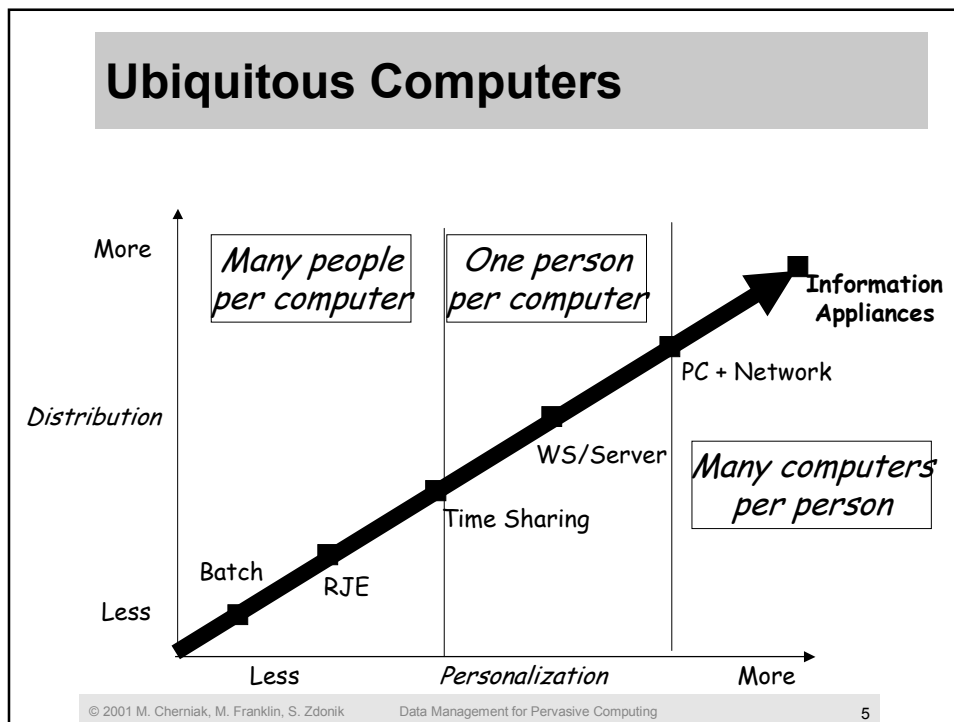 Ubiquitous Computers
More
Many people
per computer
One person
per computer
Information
Appliances
PC + Network
Distribution
WS/Server
Many computers
per person
Time Sharing
Batch
RJE
Less
Less
Personalization
More
© 2001 M. Cherniak, M. Franklin, S. Zdonik
Data Management for Pervasive Computing
5